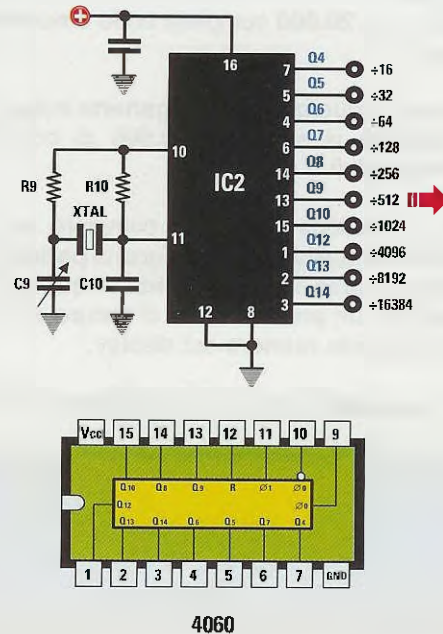 20.000
16
Q4
7 ÷16
Q5
5 ÷32
Q6
4 ÷64
Q7
10 6 ÷128
Q8
14 ÷256
R9 R10 IC2
Q9
13 ÷512
XTAL
Q10
15 ÷1024
11
Q12
1 ÷4096
C9 C10
Q13
2 ÷8192
Q14
12 8 3 ÷16384
Vcc 15 14 13 12 11 10 9
Q10 Q8 Q9 R Ø1 Ø0
Q12 Ø0
Q13 Q14 Q6 Q5 Q7 Q4
1 2 3 4 5 6 7 GND
4060